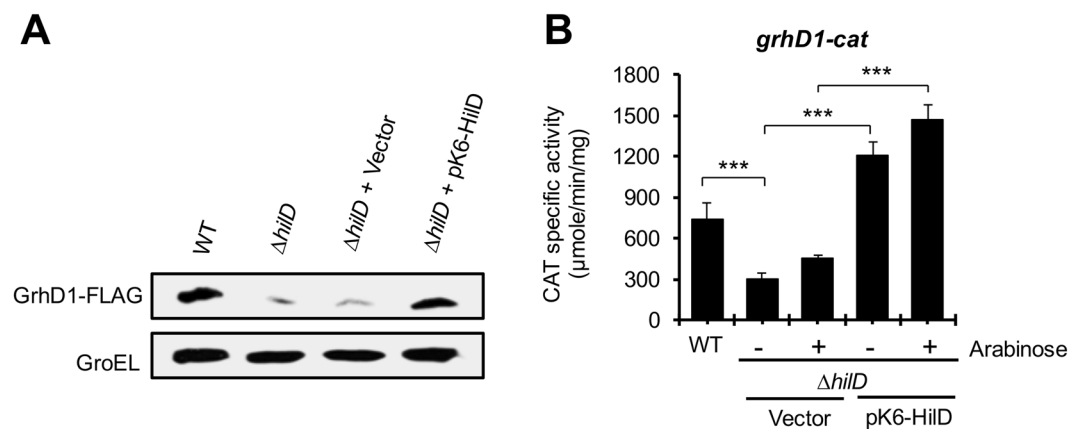 A
WT
ΔhilD
ΔhilD + Vector
ΔhilD + pK6-HilD
GrhD1-FLAG
GroEL
B
grhD1-cat
CAT specific activity
(µmole/min/mg)
1800
1500
1200
900
600
300
0
***
***
***
WT
- + - + Arabinose
ΔhilD
Vector pK6-HilD